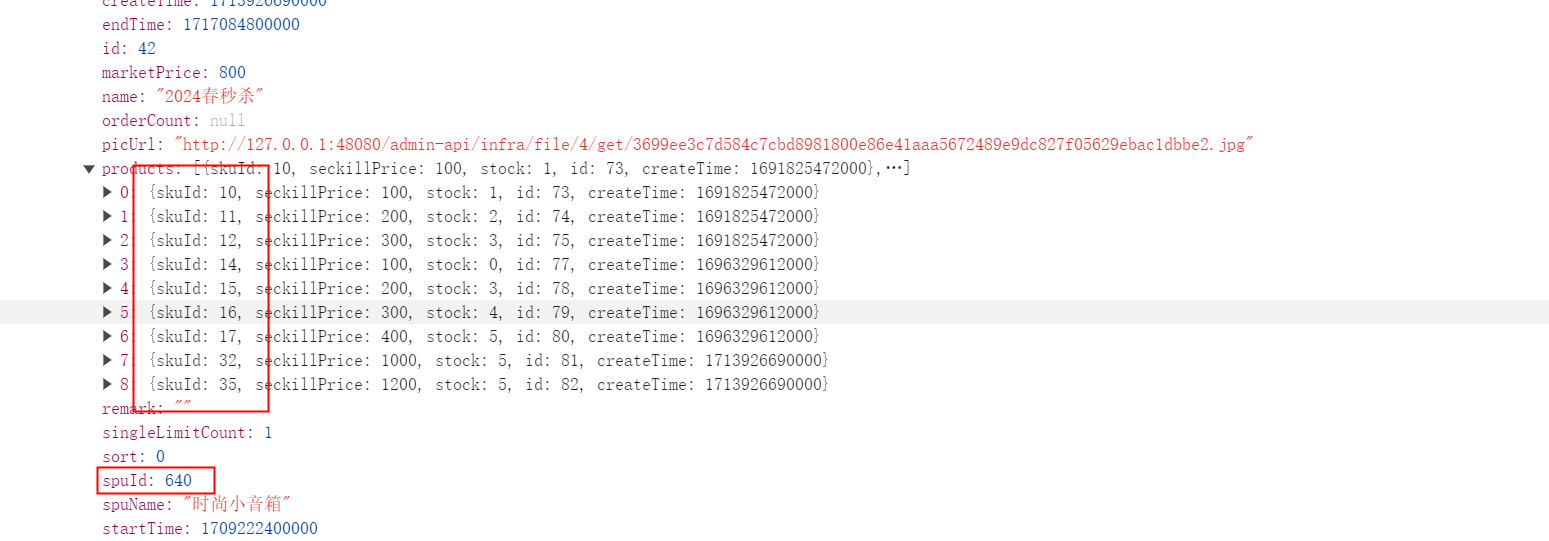 createTime: 1713926690000
endTime: 1717084800000
id: 42
marketPrice: 800
name: "2024春秒杀"
orderCount: null
picUrl: "http://127.0.0.1:48080/admin-api/infra/file/4/get/3699ee3c7d584c7cbd8981800e86e41aaa5672489e9dc827f05629ebac1dbbe2.jpg"
products: [{skuId: 10, seckillPrice: 100, stock: 1, id: 73, createTime: 1691825472000},…]
0: {skuId: 10, seckillPrice: 100, stock: 1, id: 73, createTime: 1691825472000}
1: {skuId: 11, seckillPrice: 200, stock: 2, id: 74, createTime: 1691825472000}
2: {skuId: 12, seckillPrice: 300, stock: 3, id: 75, createTime: 1691825472000}
3: {skuId: 14, seckillPrice: 100, stock: 0, id: 77, createTime: 1696329612000}
4: {skuId: 15, seckillPrice: 200, stock: 3, id: 78, createTime: 1696329612000}
5: {skuId: 16, seckillPrice: 300, stock: 4, id: 79, createTime: 1696329612000}
6: {skuId: 17, seckillPrice: 400, stock: 5, id: 80, createTime: 1696329612000}
7: {skuId: 32, seckillPrice: 1000, stock: 5, id: 81, createTime: 1713926690000}
8: {skuId: 35, seckillPrice: 1200, stock: 5, id: 82, createTime: 1713926690000}
remark: ""
singleLimitCount: 1
sort: 0
spuId: 640
spuName: "时尚小音箱"
startTime: 1709222400000